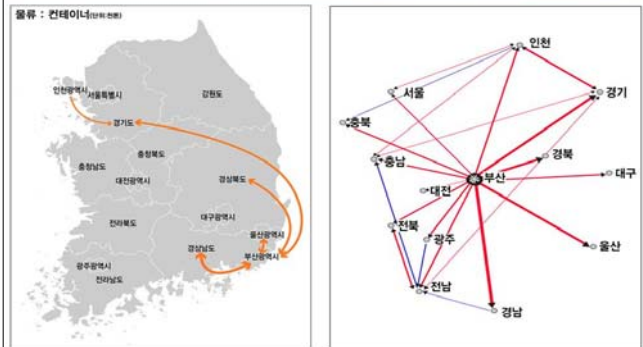 물류 : 컨테이너(단위:천톤)
인천광역시
서울특별시
강원도
경기도
충청남도
충청북도
대전광역시
경상북도
전라북도
대구광역시
울산광역시
경상남도
부산광역시
광주광역시
전라남도
인천
서울
경기
충북
충남
경북
대구
부산
대전
전북
광주
울산
전남
경남